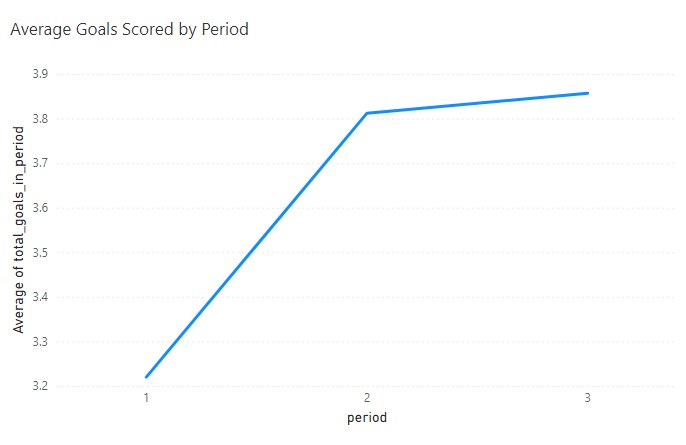 Average Goals Scored by Period
3.9
3.8
3.7
3.6
3.5
3.4
3.3
3.2
Average of total_goals_in_period
1 2 3
period